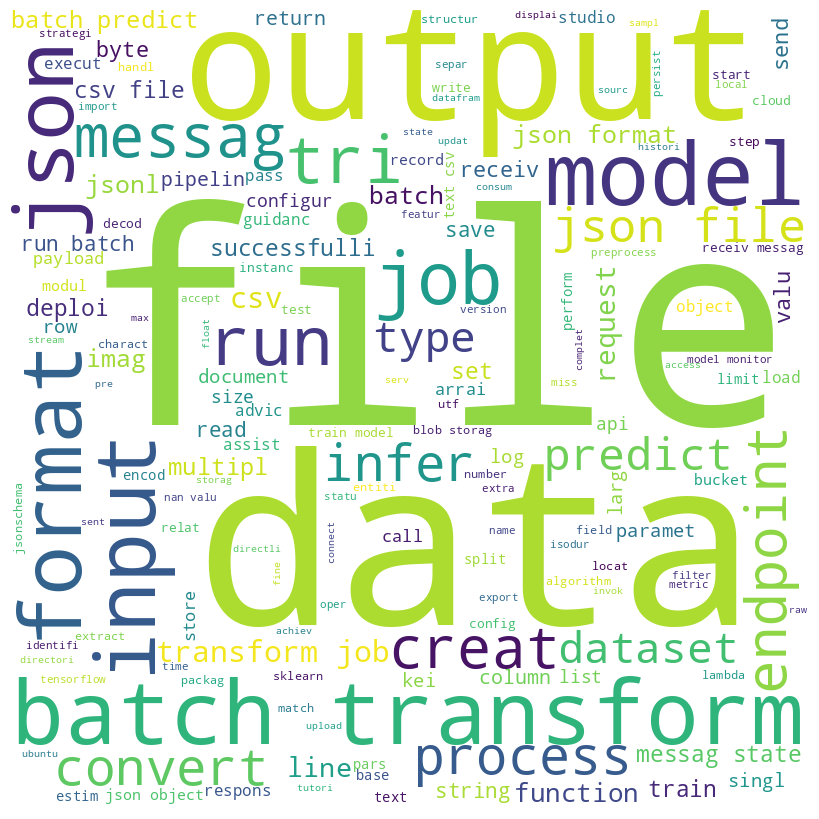 batch predict
return
output
structur
displai
studio
sampl
send
strategi
byte
execut
handl
separ
persist
start
csv file
write
datafram
sourc
local
cloud
import
json
messag
tri
state
updat
json format
histori
step
model
record
receiv
jsonl
pipelin
pass
configur
batch
text csv
consum
decod
guidanc
featur
save
json file
run batch
successfulli
receiv messag
payload
instanc
file
job
preprocess
modul
accept
csv
test
version
perform
request
object
valu
deploi
max
float
row
run
type
complet
stream
charact
imag
document
set
miss
model monitor
access
pre
size
serv
arrai
limit
load
format
advic
utf
read
train model
blob storag
api
input
assist
infer
log
predict
multipl
number
encod
storag
nan valu
entiti
extra
larg
bucket
endpoint
data
statu
jsonschema
sent
relat
directli
connect
call
name
isodur
field
paramet
fine
split
locat
filter
metric
algorithm
invok
raw
store
oper
export
config
achiev
identifi
extract
transform job
creat
dataset
directori
time
tensorflow
packag
sklearn
kei
column
list
lambda
match
batch transform
upload
ubuntu
convert
line
pars
base
process
messag state
tutori
estim
json object
respons
text
string
function
train
singl